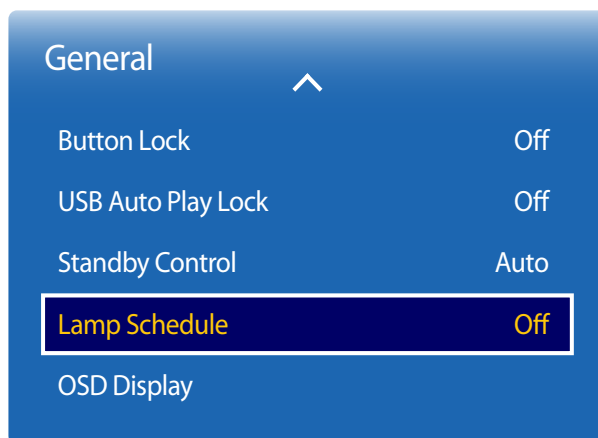 General
Button Lock Off
USB Auto Play Lock Off
Standby Control Auto
Lamp Schedule Off
OSD Display